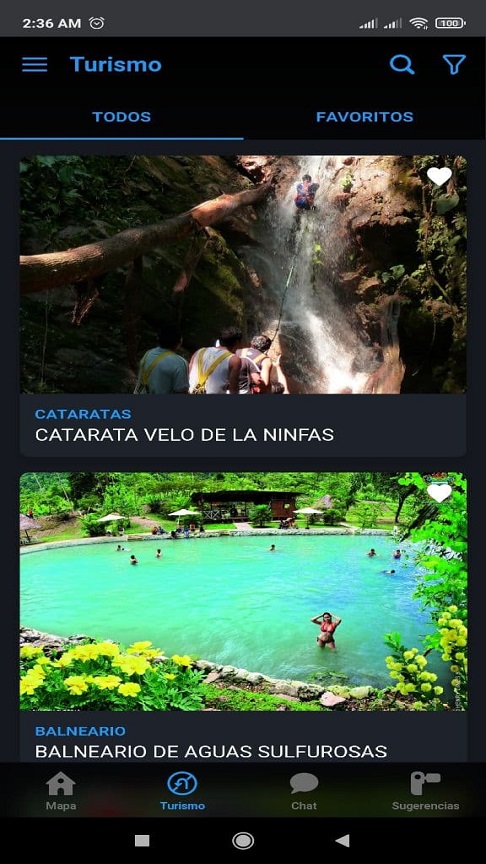 2:36 AM
100
Turismo
TODOS
FAVORITOS
CATARATAS
CATARATA VELO DE LA NINFAS
BALNEARIO
BALNEARIO DE AGUAS SULFUROSAS
Mapa
Turismo
Chat
Sugerencias